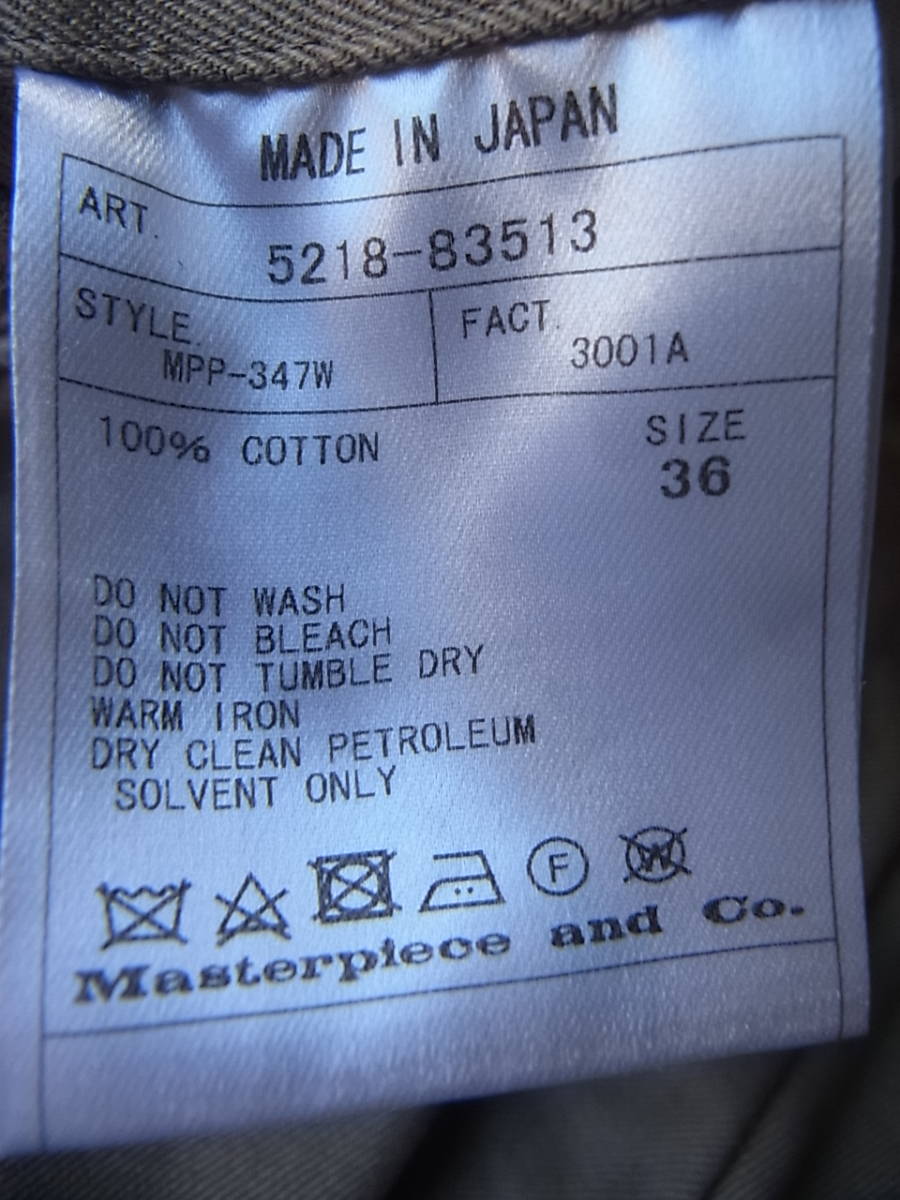 MADE IN JAPAN
ART. 5218-83513
STYLE. MPP-347W
FACT. 3001A
100% COTTON
SIZE
36
DO NOT WASH
DO NOT BLEACH
DO NOT TUMBLE DRY
WARM IRON
DRY CLEAN PETROLEUM
SOLVENT ONLY
F W
Masterpiece and Co.